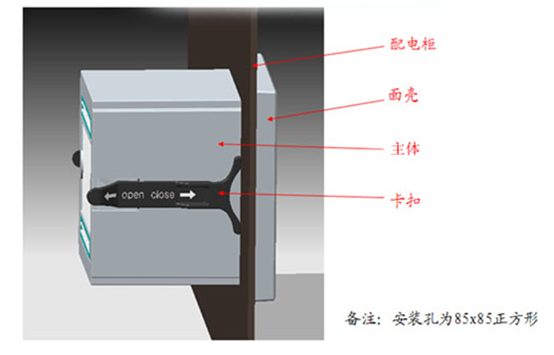 配电柜
面壳
主体
卡扣
open close
备注：安装孔为85x85正方形